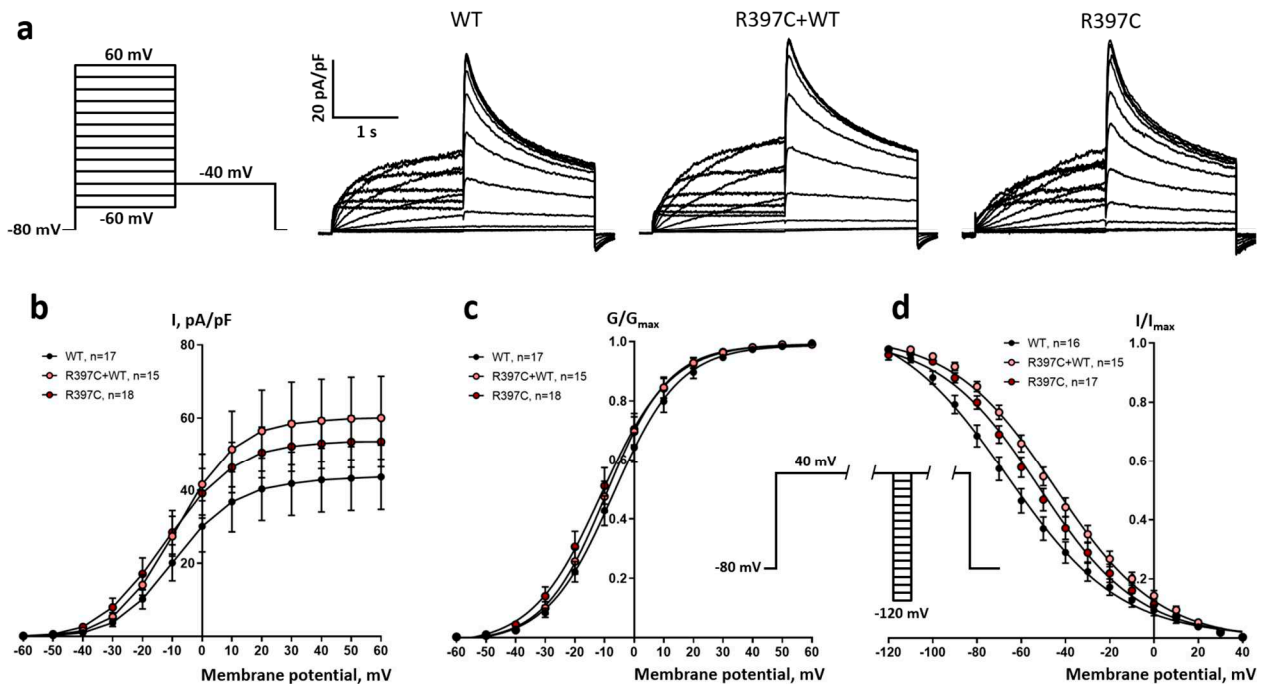 a
WT
R397C+WT
R397C
60 mV
-40 mV
-60 mV
-80 mV
20 pA/pF
1 s
b
I, pA/pF
WT, n=17
R397C+WT, n=15
R397C, n=18
80
60
40
20
-60 -50 -40 -30 -20 -10 0 10 20 30 40 50 60
Membrane potential, mV
c
G/Gmax
WT, n=17
R397C+WT, n=15
R397C, n=18
1.0
0.8
0.6
0.4
0.2
-60 -50 -40 -30 -20 -10 0 10 20 30 40 50 60
Membrane potential, mV
40 mV
-80 mV
-120 mV
d
I/Imax
WT, n=16
R397C+WT, n=15
R397C, n=17
1.0
0.8
0.6
0.4
0.2
-120 -100 -80 -60 -40 -20 0 20 40
Membrane potential, mV